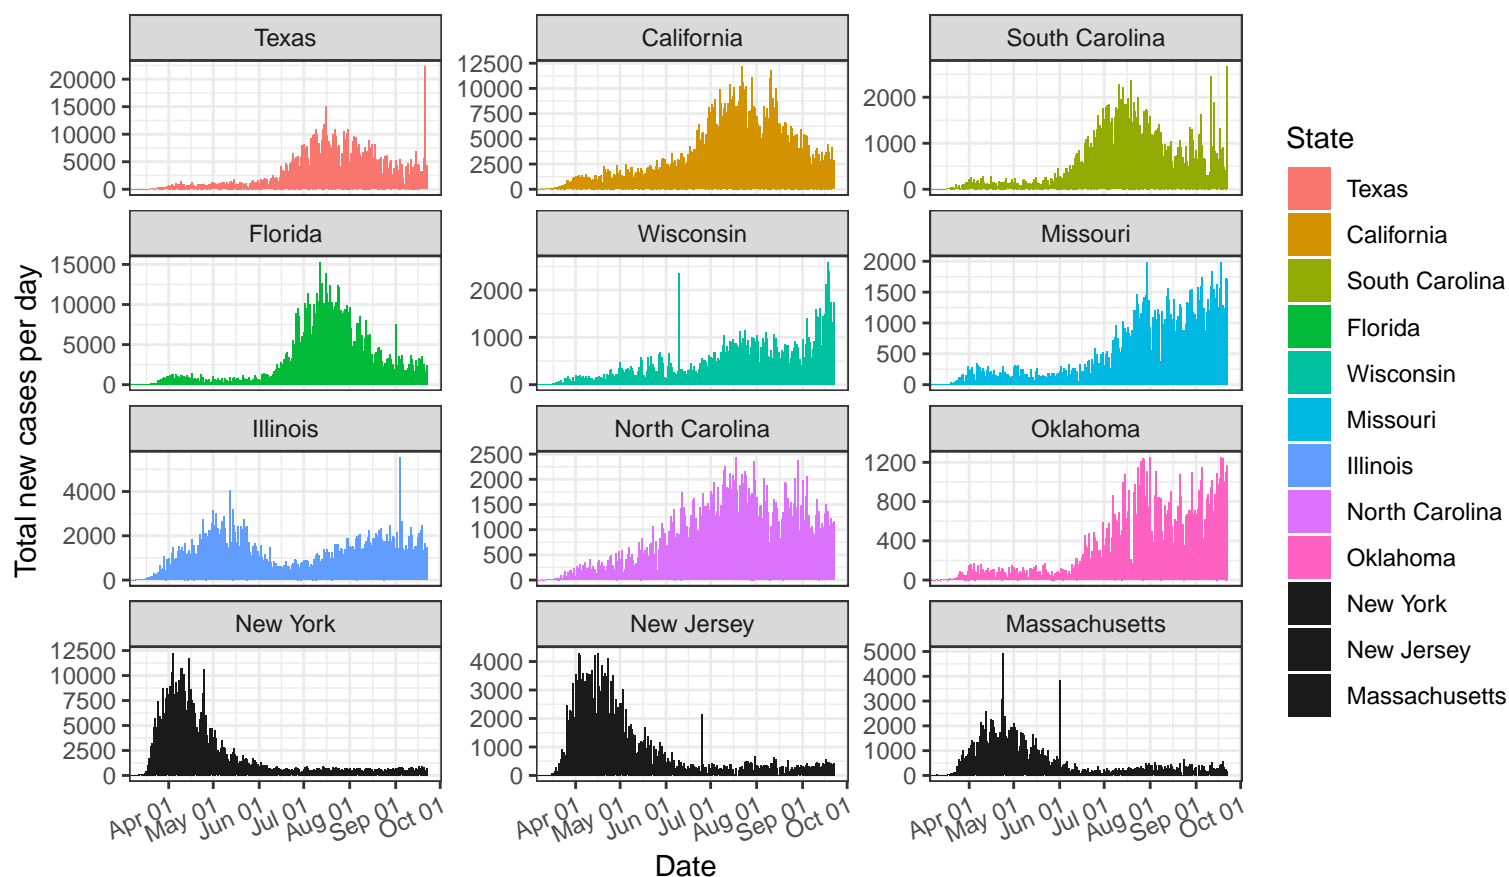 Texas
California
South Carolina
20000
15000
10000
5000
0
12500
10000
7500
5000
2500
0
2000
1000
0
Florida
Wisconsin
Missouri
15000
10000
5000
0
2000
1000
0
2000
1500
1000
500
0
Illinois
North Carolina
Oklahoma
4000
2000
0
2500
2000
1500
1000
500
0
1200
800
400
0
New York
New Jersey
Massachusetts
12500
10000
7500
5000
2500
0
4000
3000
2000
1000
0
5000
4000
3000
2000
1000
0
Apr 01
May 01
Jun 01
Jul 01
Aug 01
Sep 01
Oct 01
Apr 01
May 01
Jun 01
Jul 01
Aug 01
Sep 01
Oct 01
Apr 01
May 01
Jun 01
Jul 01
Aug 01
Sep 01
Oct 01
Date
Total new cases per day
State
Texas
California
South Carolina
Florida
Wisconsin
Missouri
Illinois
North Carolina
Oklahoma
New York
New Jersey
Massachusetts